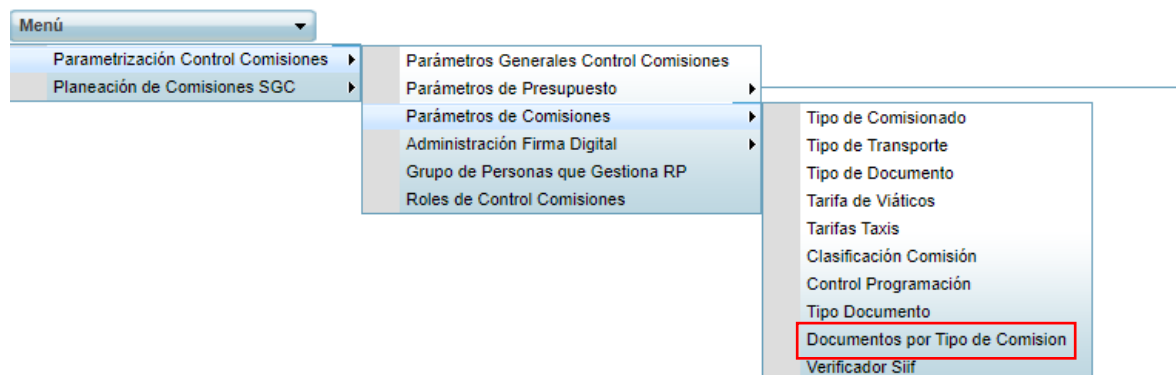 Menú
Parametrización Control Comisiones
Planeación de Comisiones SGC
Parámetros Generales Control Comisiones
Parámetros de Presupuesto
Parámetros de Comisiones
Administración Firma Digital
Grupo de Personas que Gestiona RP
Roles de Control Comisiones
Tipo de Comisionado
Tipo de Transporte
Tipo de Documento
Tarifa de Viáticos
Tarifas Taxis
Clasificación Comisión
Control Programación
Tipo Documento
Documentos por Tipo de Comision
Verificador Siif